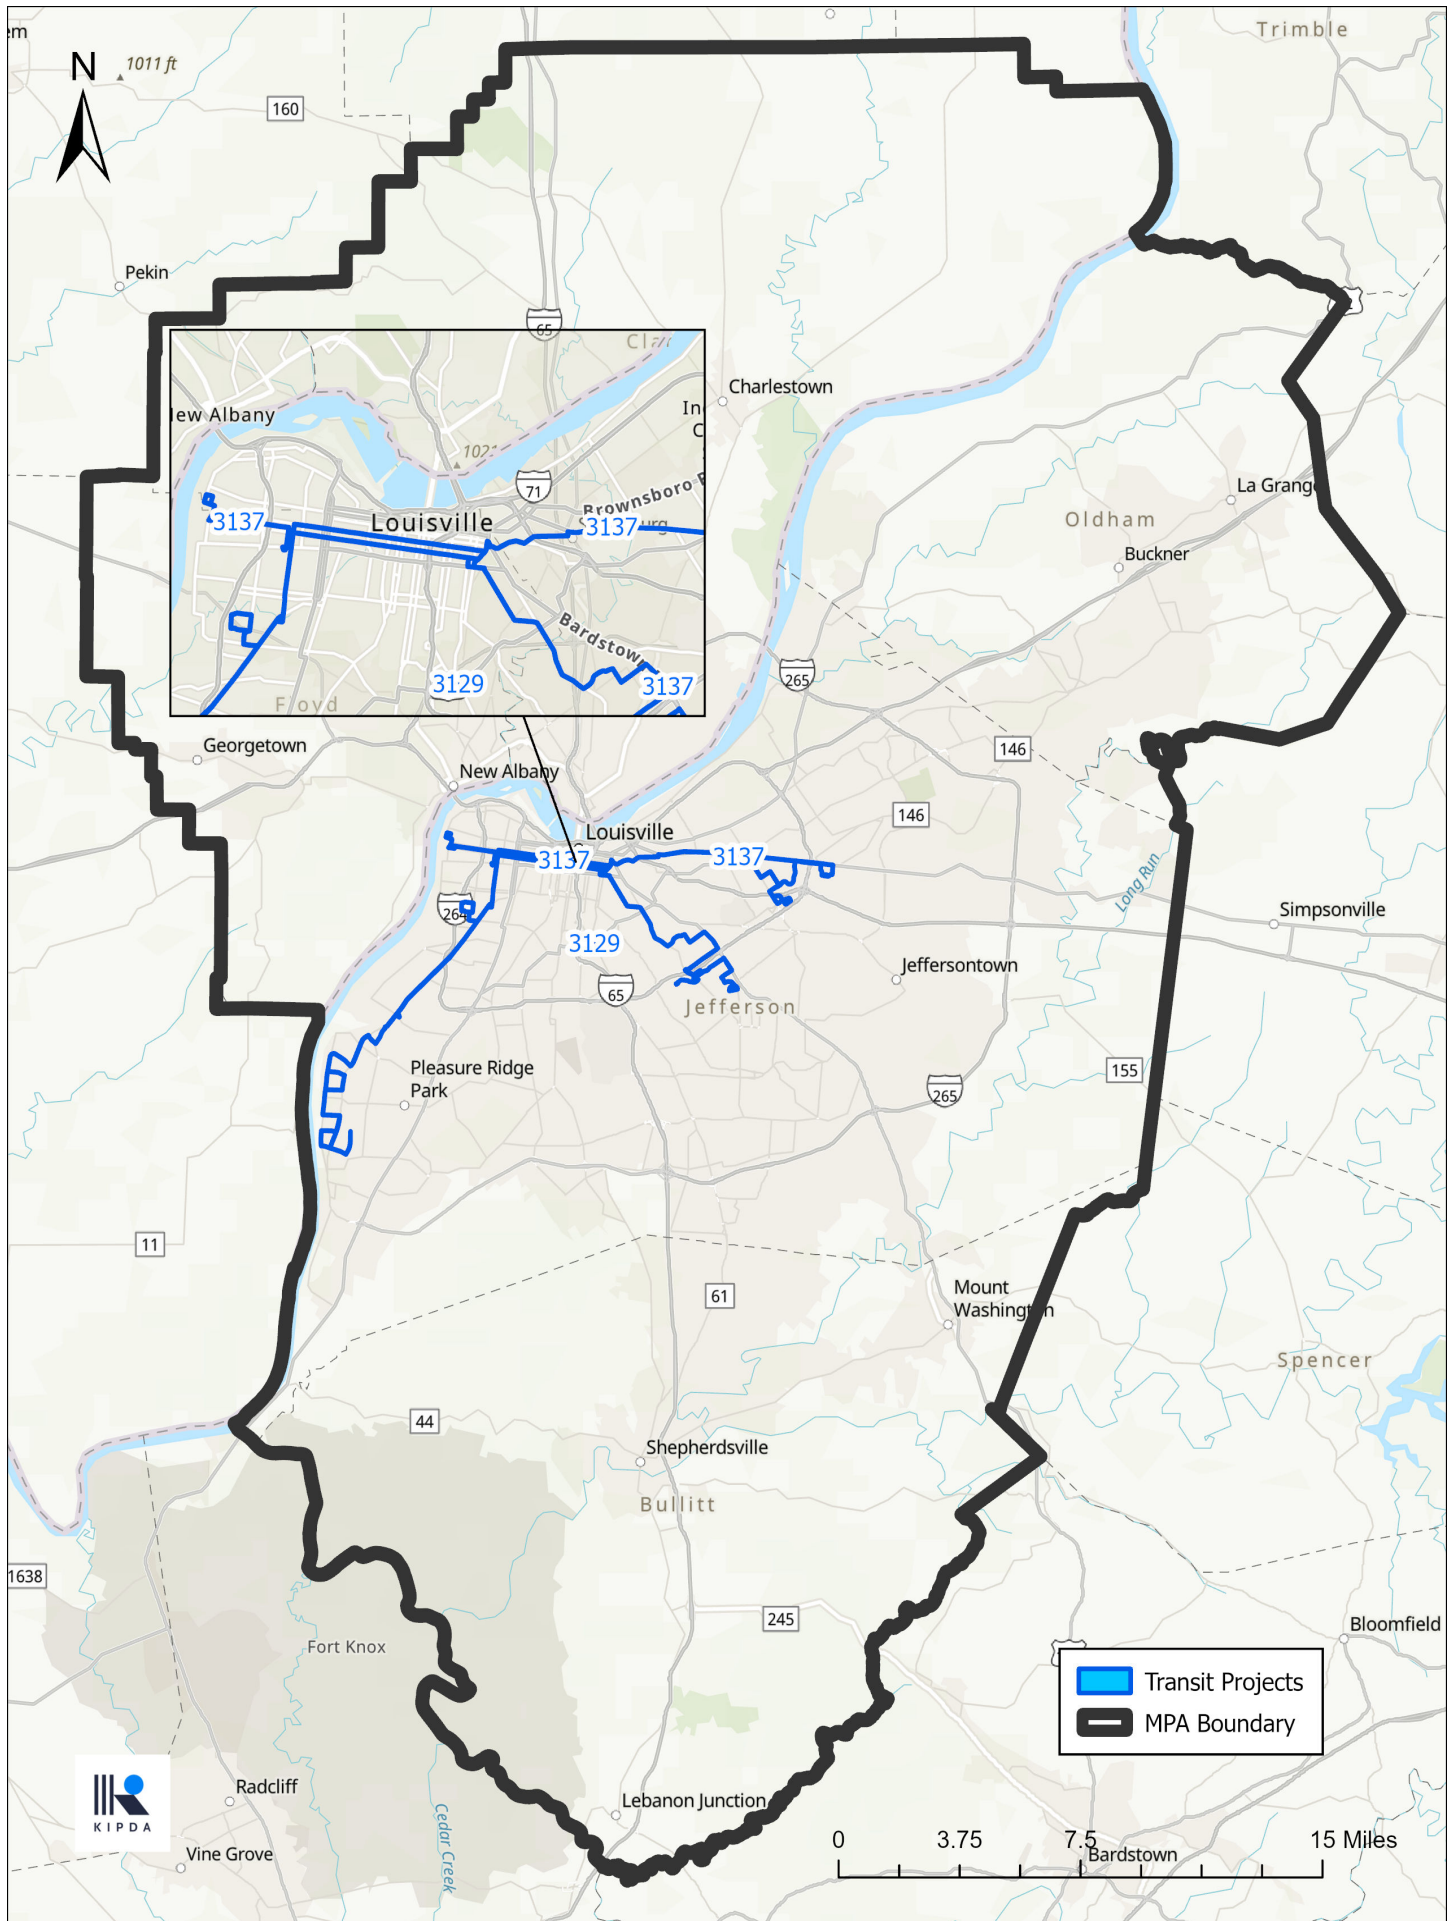 em
Trimble
N
1011 ft
160
Pekin
65
Charlestown
Cla
New Albany
In
C
1021
71
Brownsboro
Louisville
3137
3137
Bardstown
3137
3129
Floyd
La Grange
Oldham
Buckner
265
146
Georgetown
New Albany
146
Louisville
3137
3137
264
Long Run
Simpsonville
3129
Jeffersontown
65
Jefferson
Pleasure Ridge
Park
155
265
11
61
Mount
Washington
Spencer
44
Shepherdsville
Bullitt
1638
245
Bloomfield
Fort Knox
Transit Projects
MPA Boundary
KIPDA
Radcliff
Cedar Creek
Lebanon Junction
0 3.75 7.5 15 Miles
Vine Grove
Bardstown